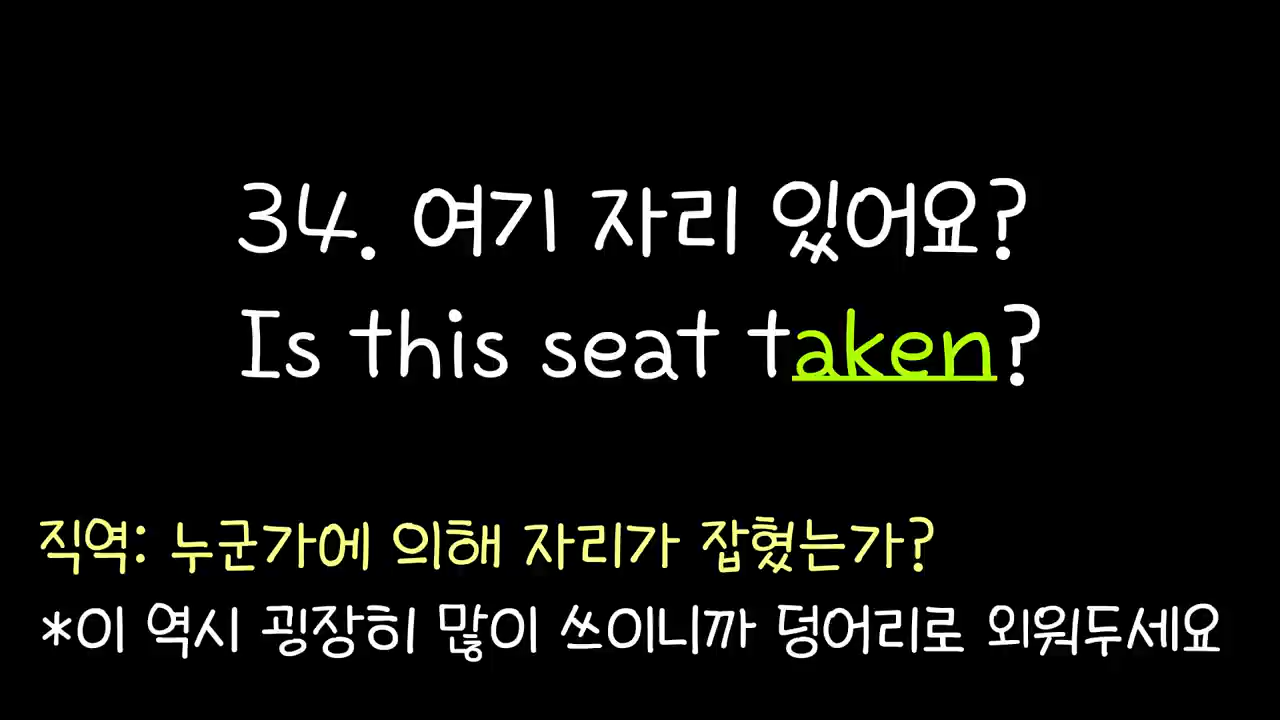 34. 여기 자리 있어요?
Is this seat taken?
직역: 누군가에 의해 자리가 잡혔는가?
*이 역시 굉장히 많이 쓰이니까 덩어리로 외워두세요